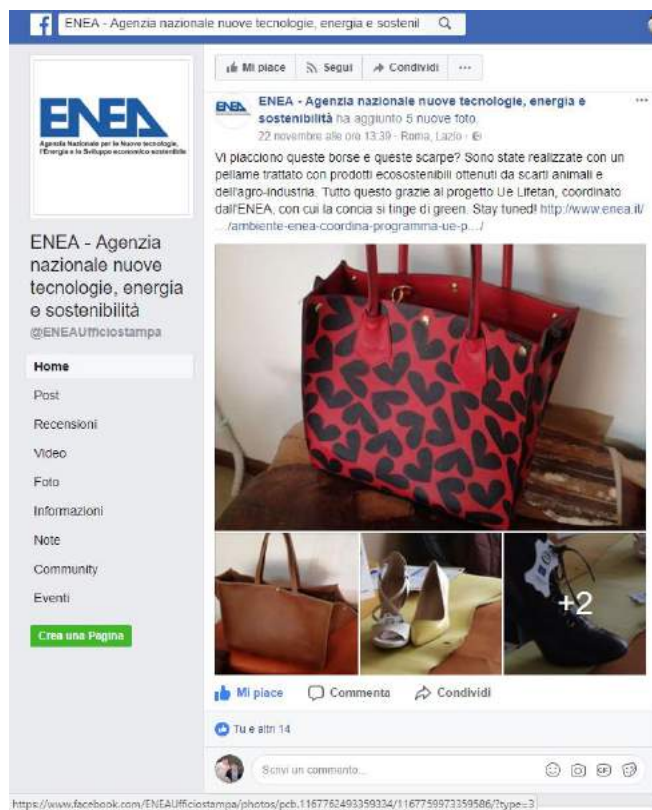 ENEA - Agenzia nazionale nuove tecnologie, energia e sostenil
ENEA
Agenzia Nazionale per le Nuove tecnologie,
l'Energia e lo Sviluppo economico sostenibile
ENEA - Agenzia
nazionale nuove
tecnologie, energia
e sostenibilità
@ENEAUfficiostampa
Home
Post
Recensioni
Video
Foto
Informazioni
Note
Community
Eventi
Crea una Pagina
Mi piace Segui Condividi ...
ENEA
ENEA - Agenzia nazionale nuove tecnologie, energia e
sostenibilità ha aggiunto 5 nuove foto.
22 novembre alle ore 13:39 · Roma, Lazio ·
Vi piacciono queste borse e queste scarpe? Sono state realizzate con un
pellame trattato con prodotti ecosostenibili ottenuti da scarti animali e
dell'agro-industria. Tutto questo grazie al progetto Ue Lifetan, coordinato
dall'ENEA, con cui la concia si tinge di green. Stay tuned! http://www.enea.it/
…/ambiente-enea-coordina-programma-ue-p…/
+2
Mi piace Commenta Condividi
Tu e altri 14
Scrivi un commento...
GIF
https://www.facebook.com/ENEAUfficiostampa/photos/pcb.1167762493359334/1167759973359586/?type=3